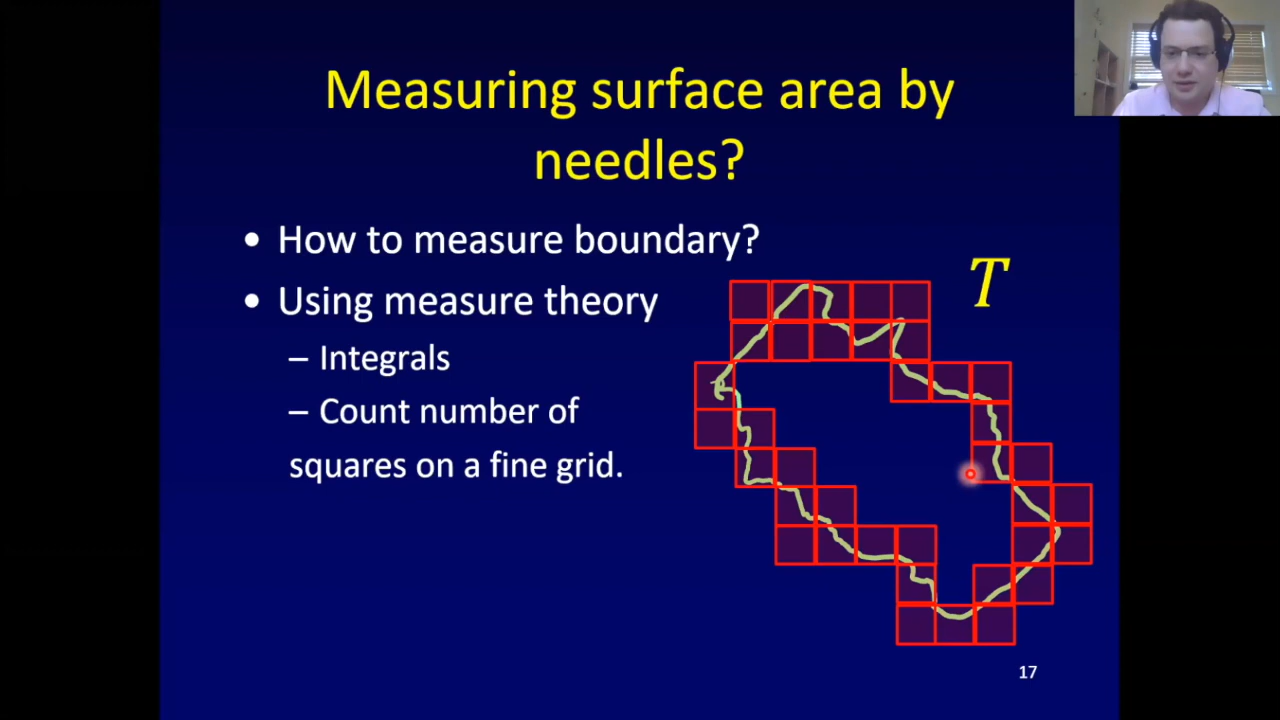 Measuring surface area by
needles?
• How to measure boundary?
T
• Using measure theory
– Integrals
– Count number of
squares on a fine grid.
17